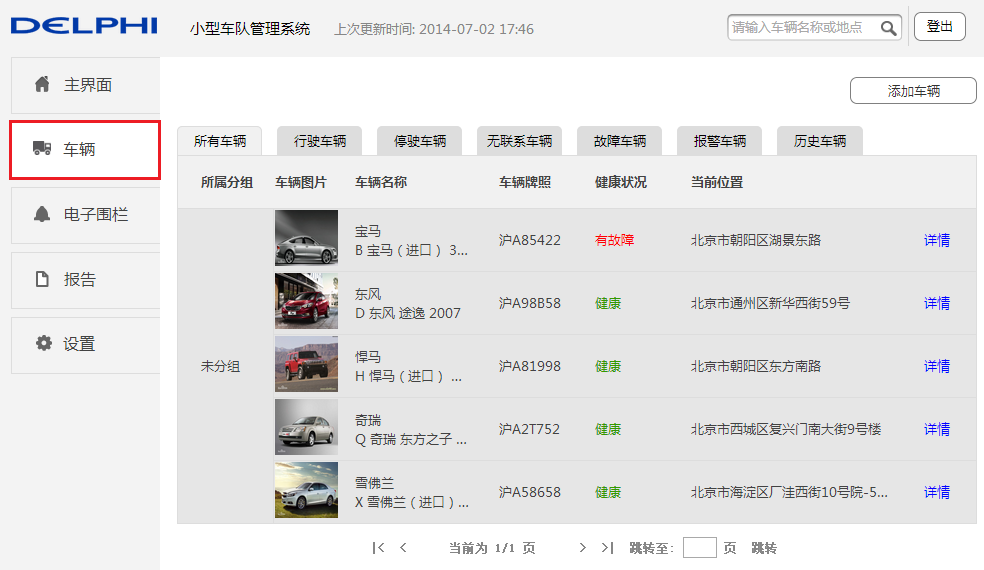 DELPHI 小型车队管理系统 上次更新时间: 2014-07-02 17:46 请输入车辆名称或地点 登出
主界面
车辆
电子围栏
报告
设置
添加车辆
所有车辆 行驶车辆 停驶车辆 无联系车辆 故障车辆 报警车辆 历史车辆
所属分组 车辆图片 车辆名称 车辆牌照 健康状况 当前位置
未分组
宝马
B 宝马（进口） 3... 沪A85422 有故障 北京市朝阳区湖景东路 详情
东风
D 东风 途逸 2007 沪A98B58 健康 北京市通州区新华西街59号 详情
悍马
H 悍马（进口） ... 沪A81998 健康 北京市朝阳区东方南路 详情
奇瑞
Q 奇瑞 东方之子 ... 沪A2T752 健康 北京市西城区复兴门南大街9号楼 详情
雪佛兰
X 雪佛兰（进口）... 沪A58658 健康 北京市海淀区厂洼西街10号院-5... 详情
当前为 1/1 页 跳转至: 页 跳转